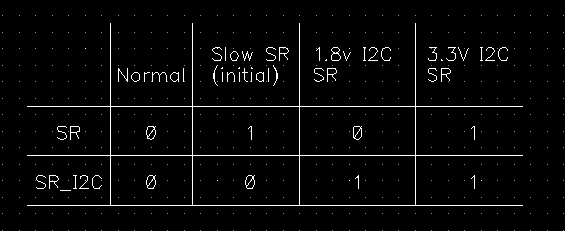 Normal Slow SR (initial) 1.8v I2C SR 3.3V I2C SR
SR 0 1 0 1
SR_I2C 0 0 1 1